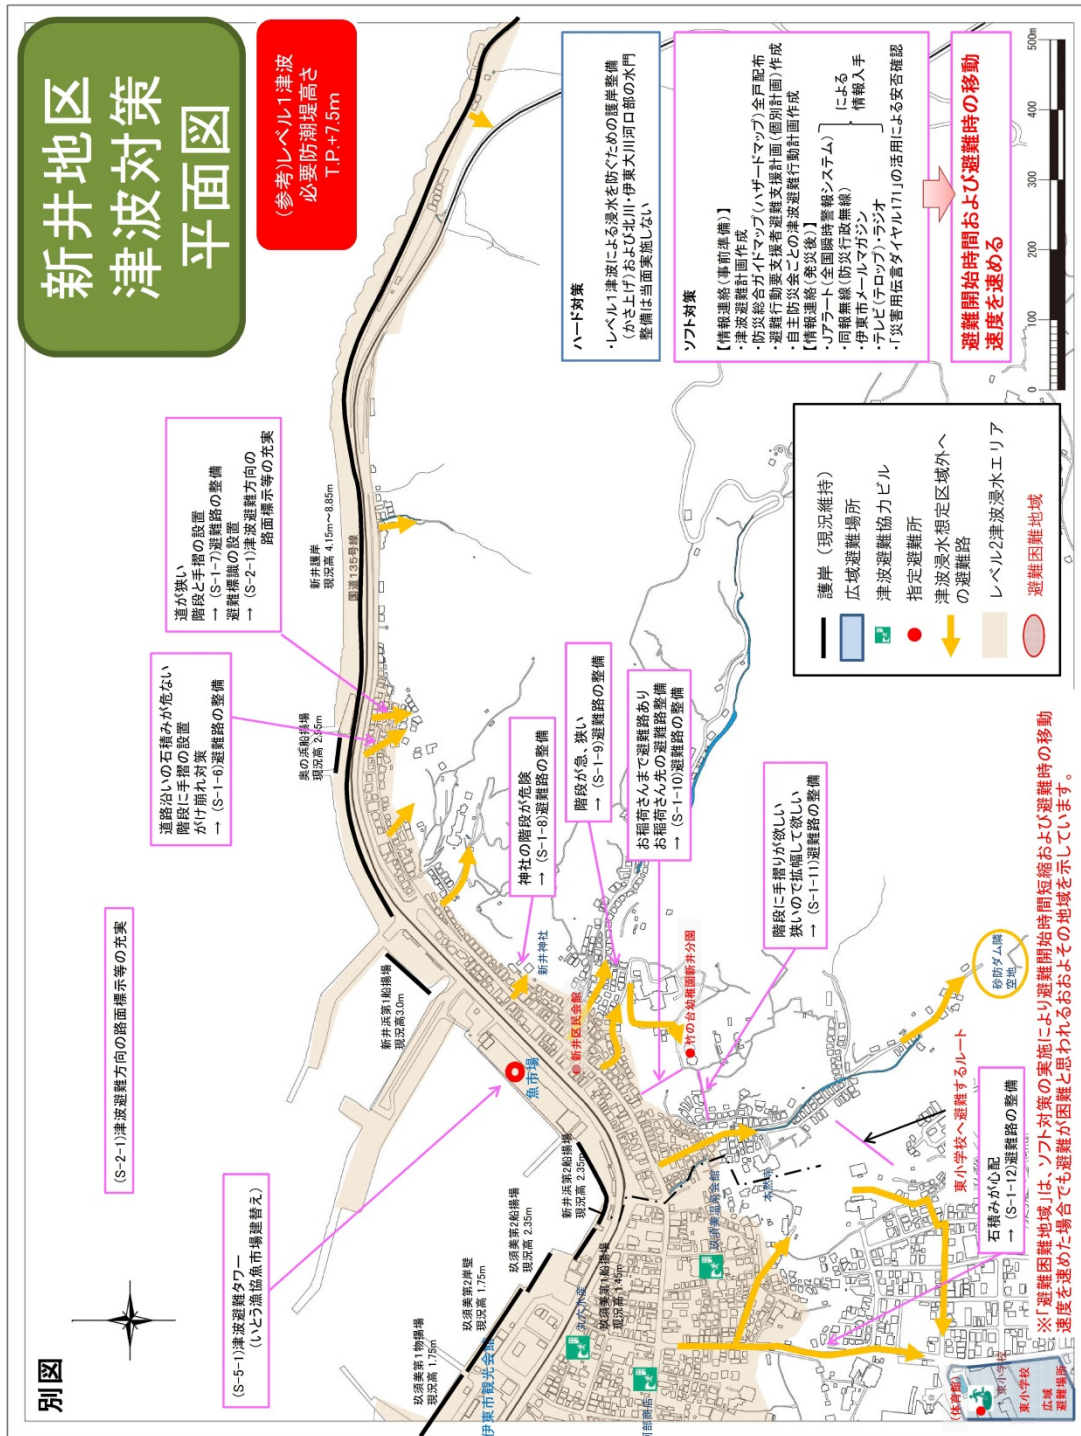 別図
新井地区
津波対策
平面図
(参考)レベル1津波
必要防潮堤高さ
T.P.+7.5m
(S-2-1)津波避難方向の路面標示等の充実
(S-5-1)津波避難タワー
(いとう漁協魚市場建替え)
道路沿いの石積みが危ない
階段に手摺の設置
がけ崩れ対策
→ (S-1-6)避難路の整備
道が狭い
階段と手摺の設置
→ (S-1-7)避難路の整備
避難標識の設置
→ (S-2-1)津波避難方向の
路面標示等の充実
新井護岸
現況高 4.15m~8.85m
国道135号線
奥の浜船揚場
現況高 2.95m
新井浜第1船揚場
現況高3.0m
魚市場
新井浜第2船揚場
現況高 2.35m
玖須美第2船揚場
現況高 2.35m
玖須美第2岸壁
現況高 1.75m
玖須美第1物揚場
現況高 1.75m
玖須美第1船揚場
現況高 1.45m
伊東市観光会館
神社の階段が危険
→ (S-1-8)避難路の整備
新井神社
新井区民会館
階段が急、狭い
→ (S-1-9)避難路の整備
お稲荷さんまで避難路あり
お稲荷さん先の避難路整備
→ (S-1-10)避難路の整備
竹の台幼稚園新井分園
階段に手摺りが欲しい
狭いので拡幅して欲しい
→ (S-1-11)避難路の整備
玖須美温泉会館
砂防ダム隣
空地
東小学校へ避難するルート
石積みが心配
→ (S-1-12)避難路の整備
(体育館)
東小学校
東小学校
広域
避難場所
ハード対策
・レベル1津波による浸水を防ぐための護岸整備
(かさ上げ)および北川・伊東大川河口部の水門
整備は当面実施しない
ソフト対策
【情報連絡(事前準備)】
・津波避難計画作成
・防災総合ガイドマップ(ハザードマップ)全戸配布
・避難行動要支援者避難支援計画(個別計画)作成
・自主防災会ごとの津波避難行動計画作成
【情報連絡(発災後)】
・Jアラート(全国瞬時警報システム)
・同報無線(防災行政無線)
・伊東市メールマガジン
・テレビ(テロップ)・ラジオ
による
情報入手
・「災害用伝言ダイヤル171」の活用による安否確認
避難開始時間および避難時の移動
速度を速める
護岸(現況維持)
広域避難場所
津波避難協力ビル
指定避難所
津波浸水想定区域外へ
の避難路
レベル2津波浸水エリア
避難困難地域
0 100 200 300 400 500m
※「避難困難地域」は、ソフト対策の実施により避難開始時間短縮および避難時の移動
速度を速めた場合でも避難が困難と思われるおおよその地域を示しています。